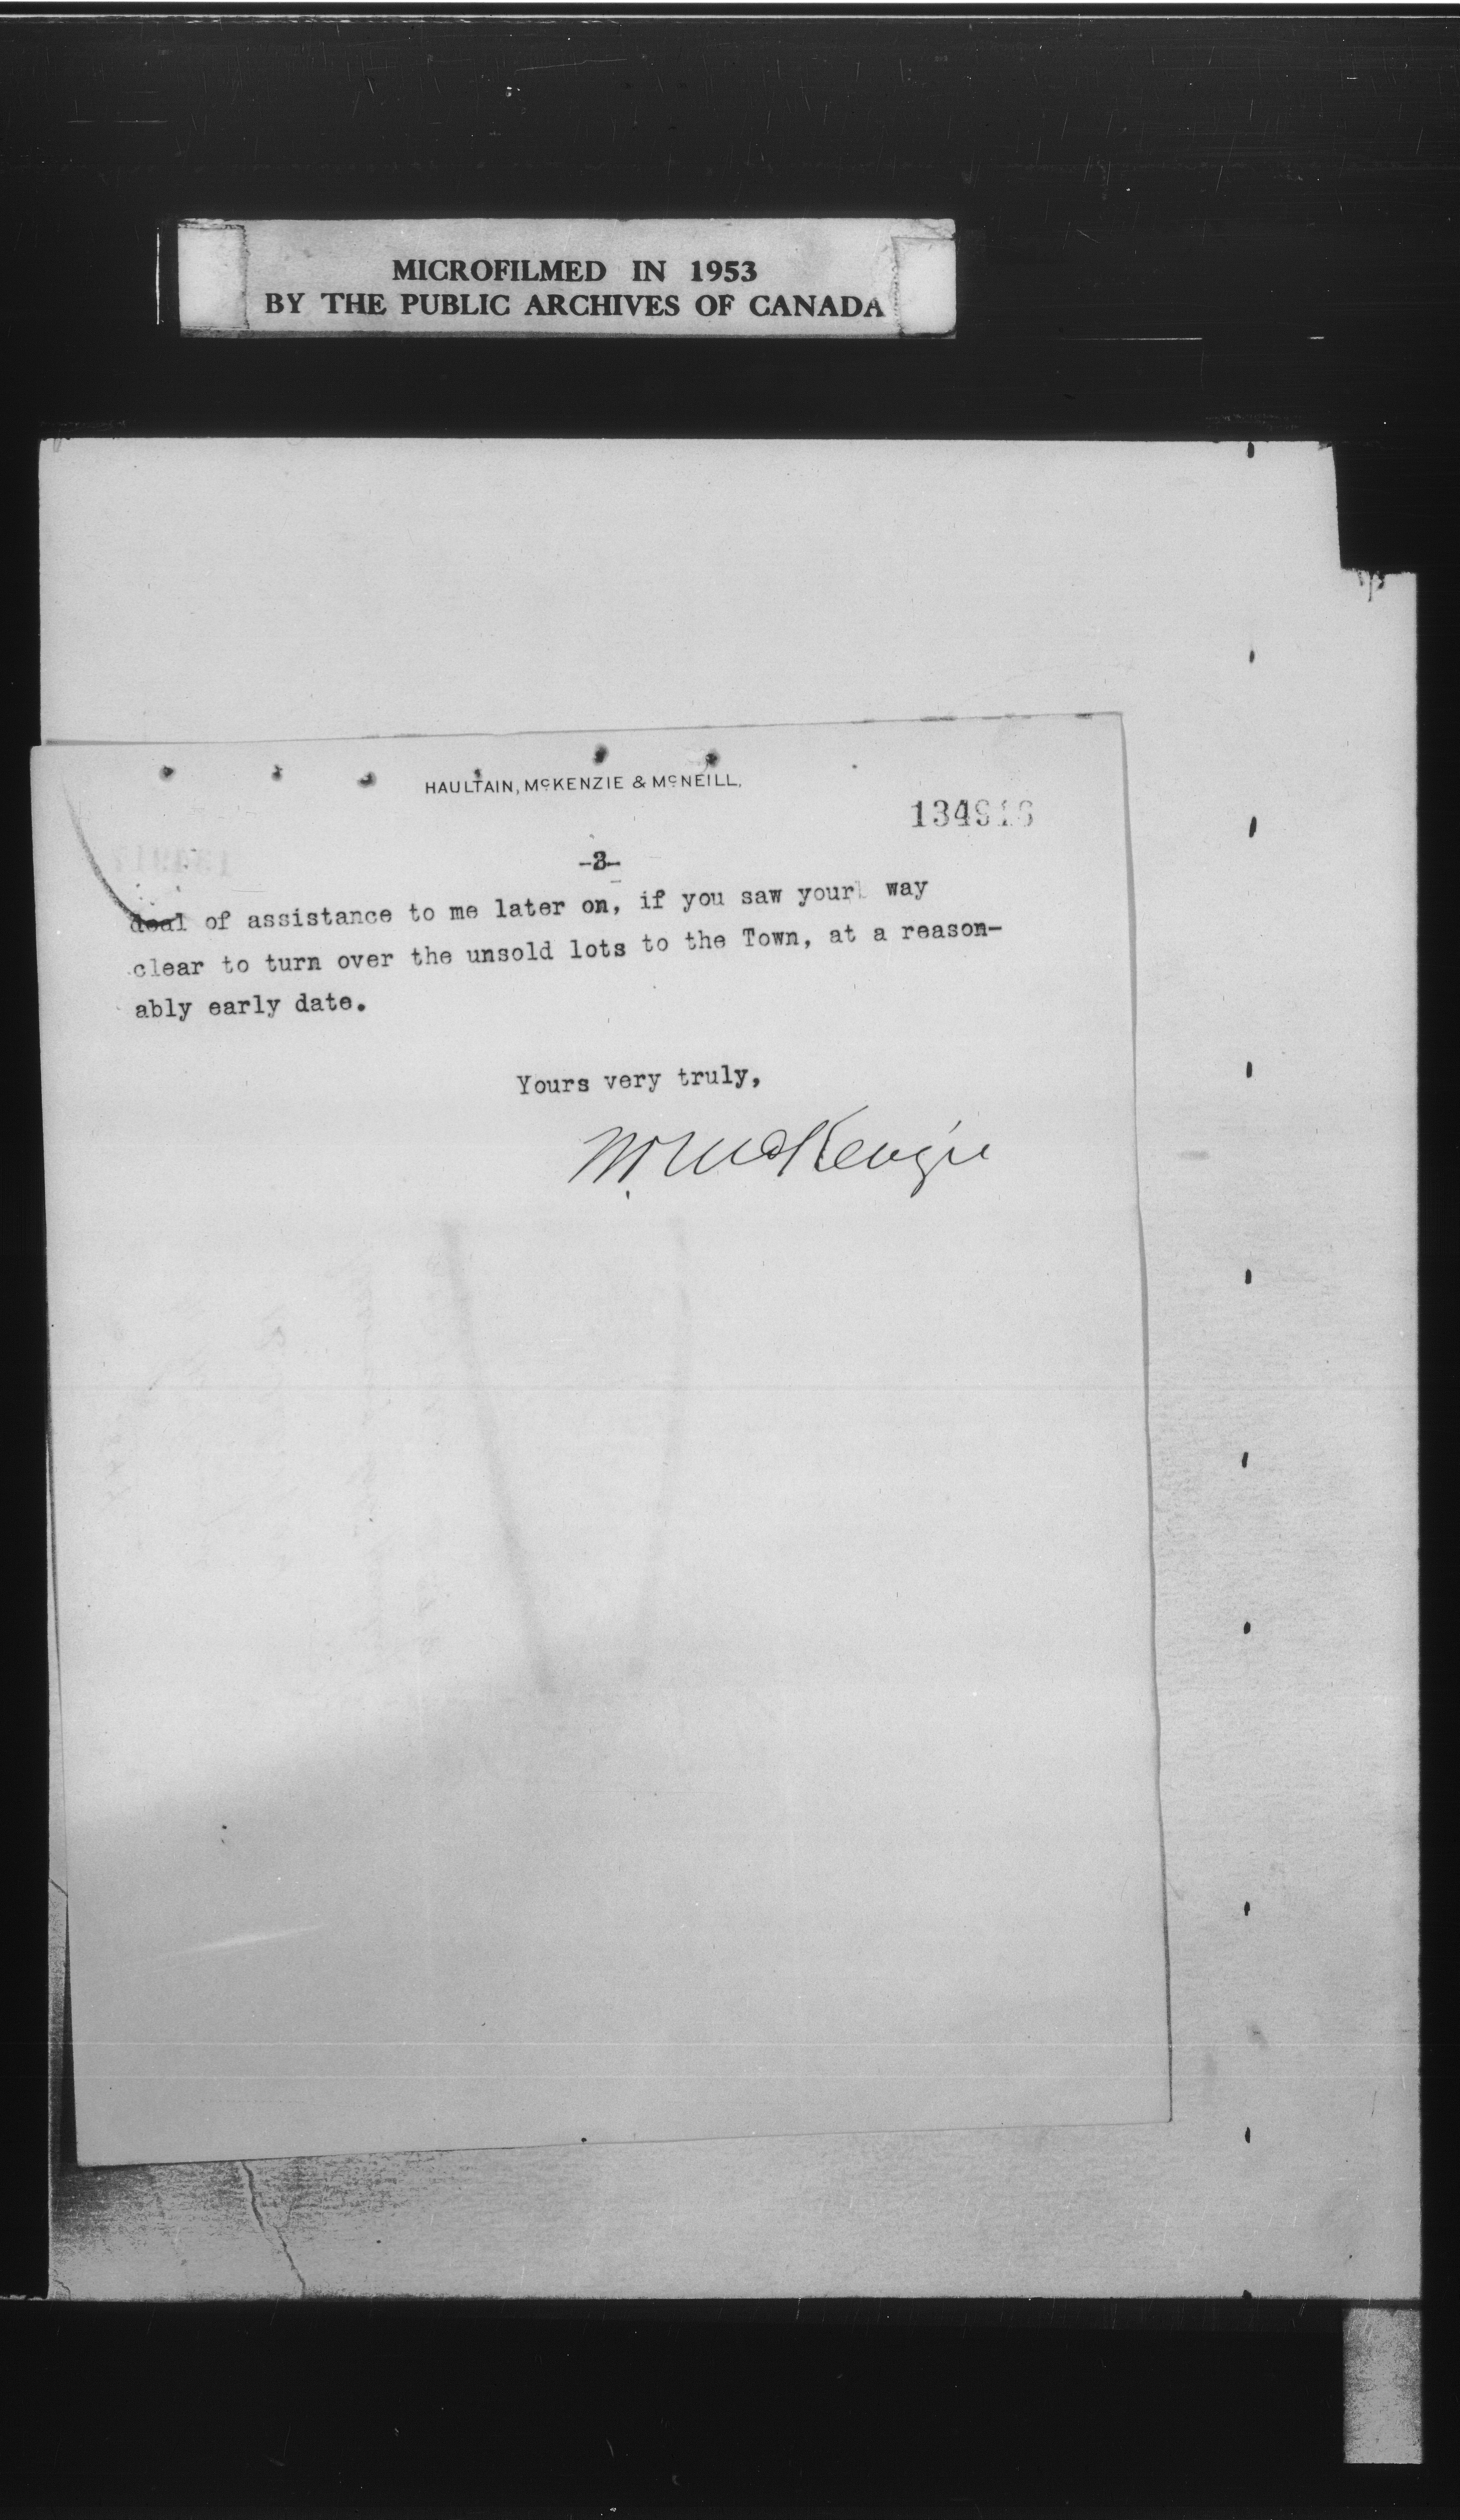 MICROFILMED IN 1953
BY THE PUBLIC ARCHIVES OF CANADA
HAULTAIN, McKENZIE & McNEILL.
134916
-3-
deal of assistance to me later on, if you saw your way
clear to turn over the unsold lots to the Town, at a reason-
ably early date.
Yours very truly,
McKenzie